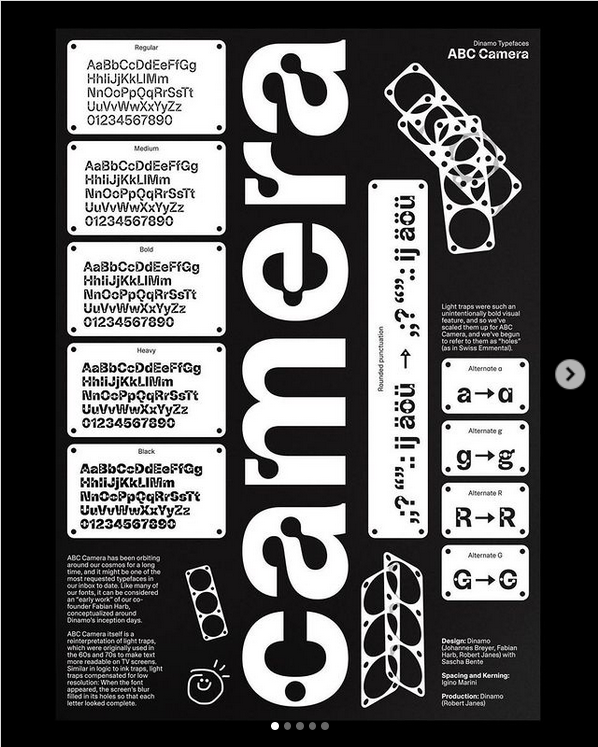 Regular
AaBbCcDdEeFfGg
HhIiJjKkLlMm
NnOoPpQqRrSsTt
UuVvWwXxYyZz
01234567890
Medium
AaBbCcDdEeFfGg
HhIiJjKkLlMm
NnOoPpQqRrSsTt
UuVvWwXxYyZz
01234567890
Bold
AaBbCcDdEeFfGg
HhIiJjKkLlMm
NnOoPpQqRrSsTt
UuVvWwXxYyZz
01234567890
Heavy
AaBbCcDdEeFfGg
HhIiJjKkLlMm
NnOoPpQqRrSsTt
UuVvWwXxYyZz
01234567890
Black
AaBbCcDdEeFfGg
HhIiJjKkLlMm
NnOoPpQqRrSsTt
UuVvWwXxYyZz
01234567890
ABC Camera has been orbiting
around our cosmos for a long
time, and it might be one of the
most requested typefaces in
our inbox to date. Like many of
our fonts, it can be considered
an “early work” of our co-
founder Fabian Harb,
conceptualized around
Dinamo's inception days.
ABC Camera itself is a
reinterpretation of light traps,
which were originally used in
the 60s and 70s to make text
more readable on TV screens.
Similar in logic to ink traps, light
traps compensated for low
resolution: When the font
appeared, the screen's blur
filled in its holes so that each
letter looked complete.
camera
Rounded punctuation
.,:;? “” .: ij äöü → .,:;? “” .: ij äöü
Dinamo Typefaces
ABC Camera
Light traps were such an
unintentionally bold visual
feature, and so we've
scaled them up for ABC
Camera, and we've begun
to refer to them as “holes”
(as in Swiss Emmental).
Alternate a
a→a
Alternate g
g→g
Alternate R
R→R
Alternate G
G→G
Design: Dinamo
(Johannes Breyer, Fabian
Harb, Robert Janes) with
Sascha Bente
Spacing and Kerning:
Igino Marini
Production: Dinamo
(Robert Janes)